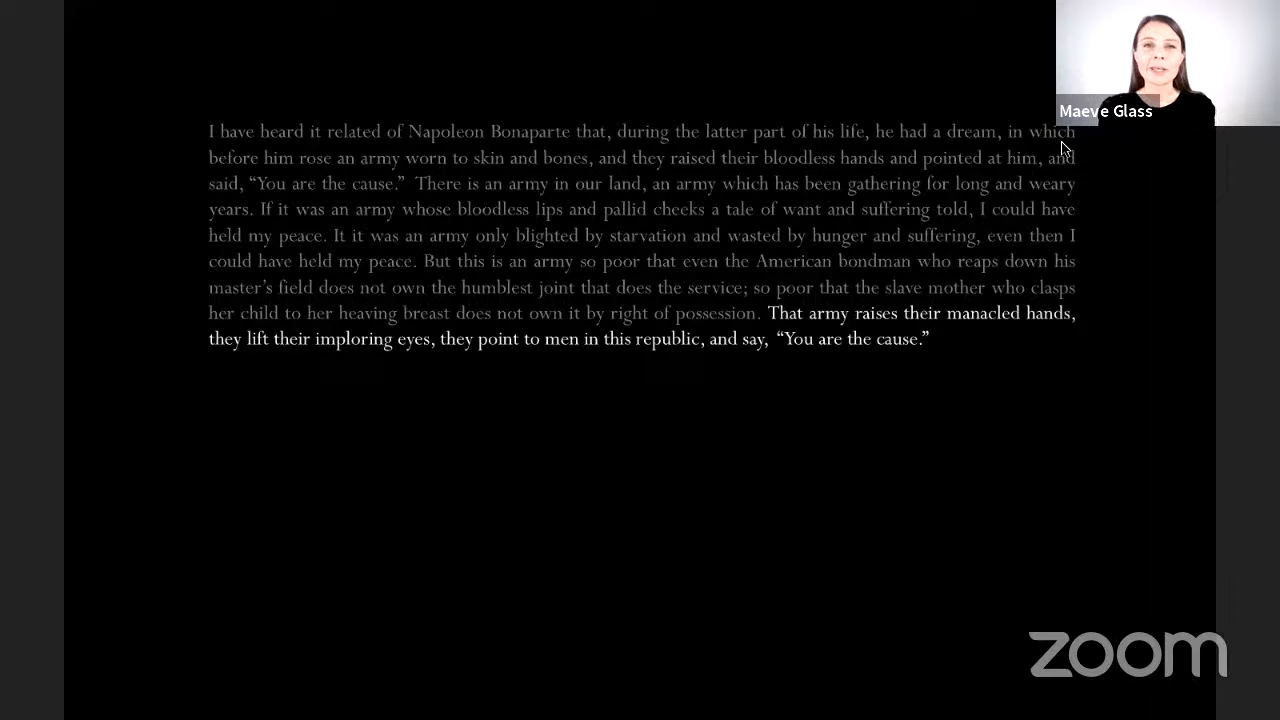 Maeve Glass
I have heard it related of Napoleon Bonaparte that, during the latter part of his life, he had a dream, in which
before him rose an army worn to skin and bones, and they raised their bloodless hands and pointed at him, and
said, “You are the cause.” There is an army in our land, an army which has been gathering for long and weary
years. If it was an army whose bloodless lips and pallid cheeks a tale of want and suffering told, I could have
held my peace. It it was an army only blighted by starvation and wasted by hunger and suffering, even then I
could have held my peace. But this is an army so poor that even the American bondman who reaps down his
master’s field does not own the humblest joint that does the service; so poor that the slave mother who clasps
her child to her heaving breast does not own it by right of possession. That army raises their manacled hands,
they lift their imploring eyes, they point to men in this republic, and say, “You are the cause.”
zoom